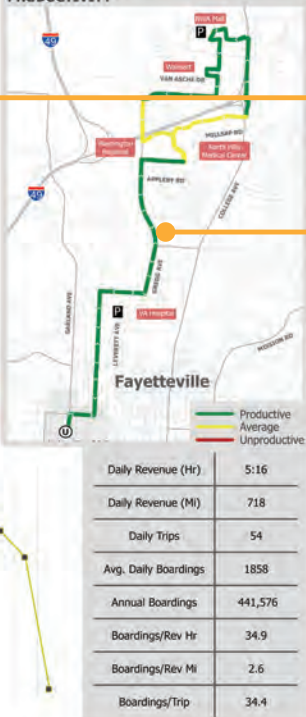 NWA Mall
P
49
Walmart
VAN ASCHE DR
MILLSAP RD
Washington
Regional
North Hills
Medical Center
APPLEBY RD
49
COLLEGE AVE
GREGG AVE
GARLAND AVE
P
VA Hospital
LEVERETT AVE
MISSION RD
Fayetteville
U
Productive
Average
Unproductive
Daily Revenue (Hr) 5:16
Daily Revenue (Mi) 718
Daily Trips 54
Avg. Daily Boardings 1858
Annual Boardings 441,576
Boardings/Rev Hr 34.9
Boardings/Rev Mi 2.6
Boardings/Trip 34.4